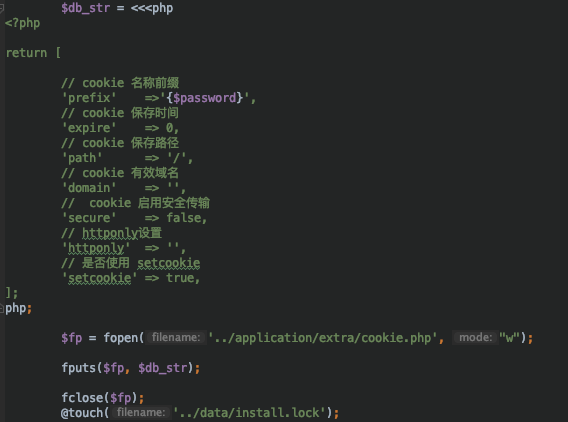 $db_str = <<<php
<?php
return [
// cookie 名称前缀
'prefix' =>'{$password}',
// cookie 保存时间
'expire' => 0,
// cookie 保存路径
'path' => '/',
// cookie 有效域名
'domain' => '',
// cookie 启用安全传输
'secure' => false,
// httponly设置
'httponly' => '',
// 是否使用 setcookie
'setcookie' => true,
];
php;
$fp = fopen( filename: '../application/extra/cookie.php', mode: "w");
fputs($fp, $db_str);
fclose($fp);
@touch( filename: '../data/install.lock');